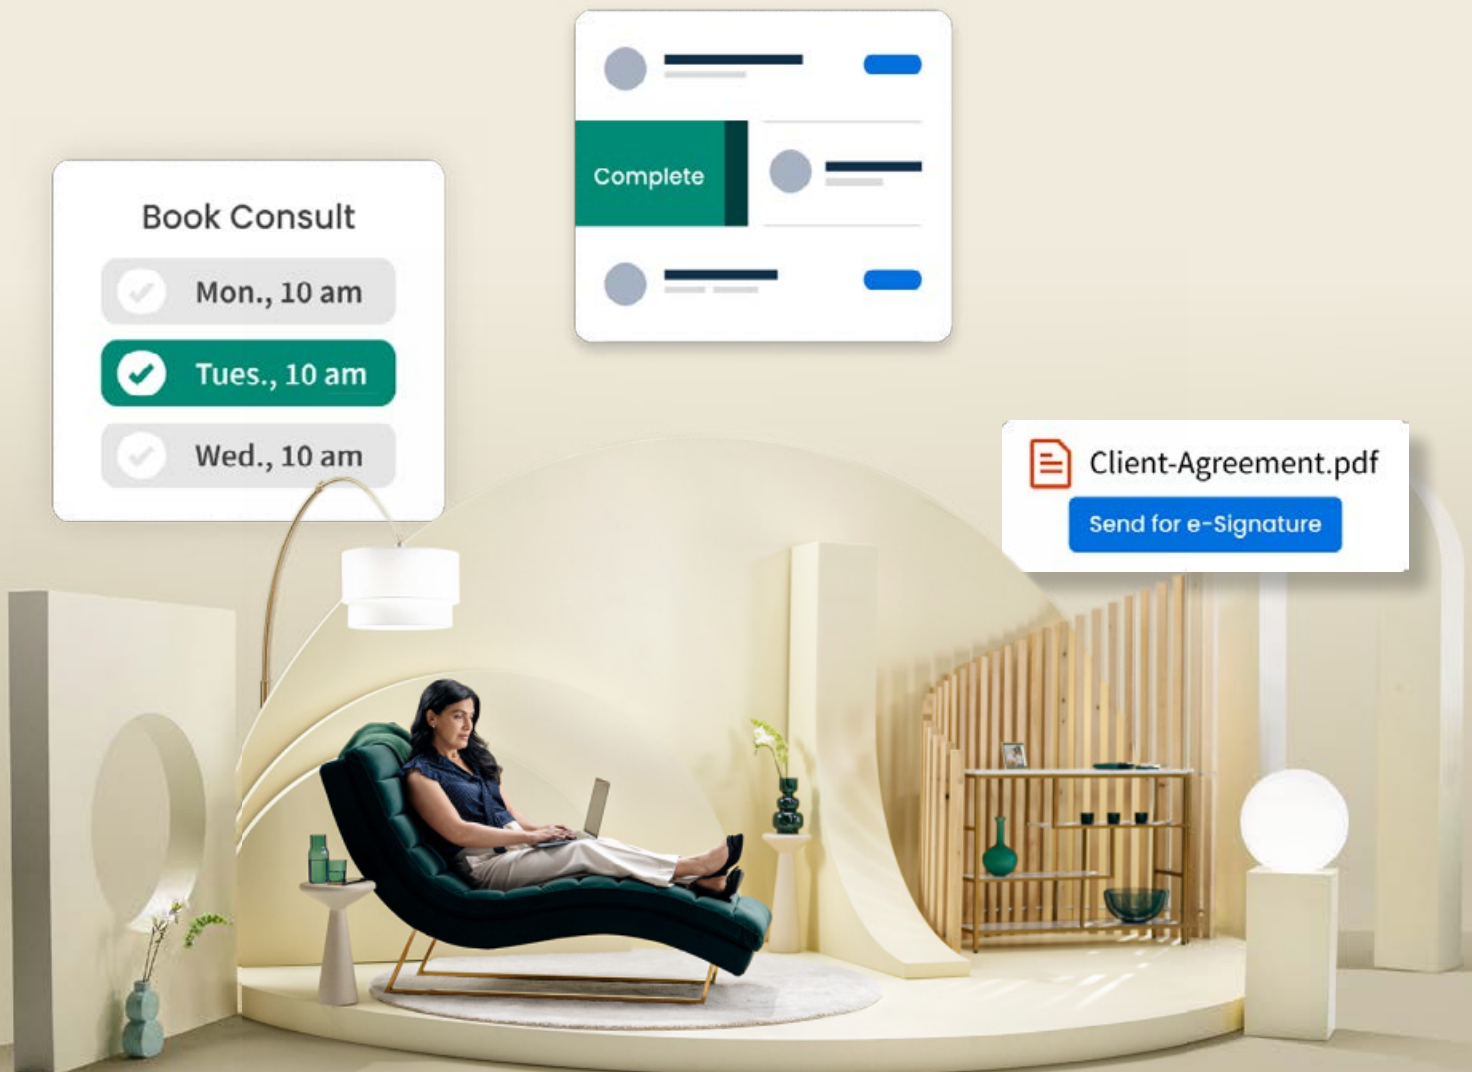 Complete
Book Consult
Mon., 10 am
Tues., 10 am
Wed., 10 am
Client-Agreement.pdf
Send for e-Signature